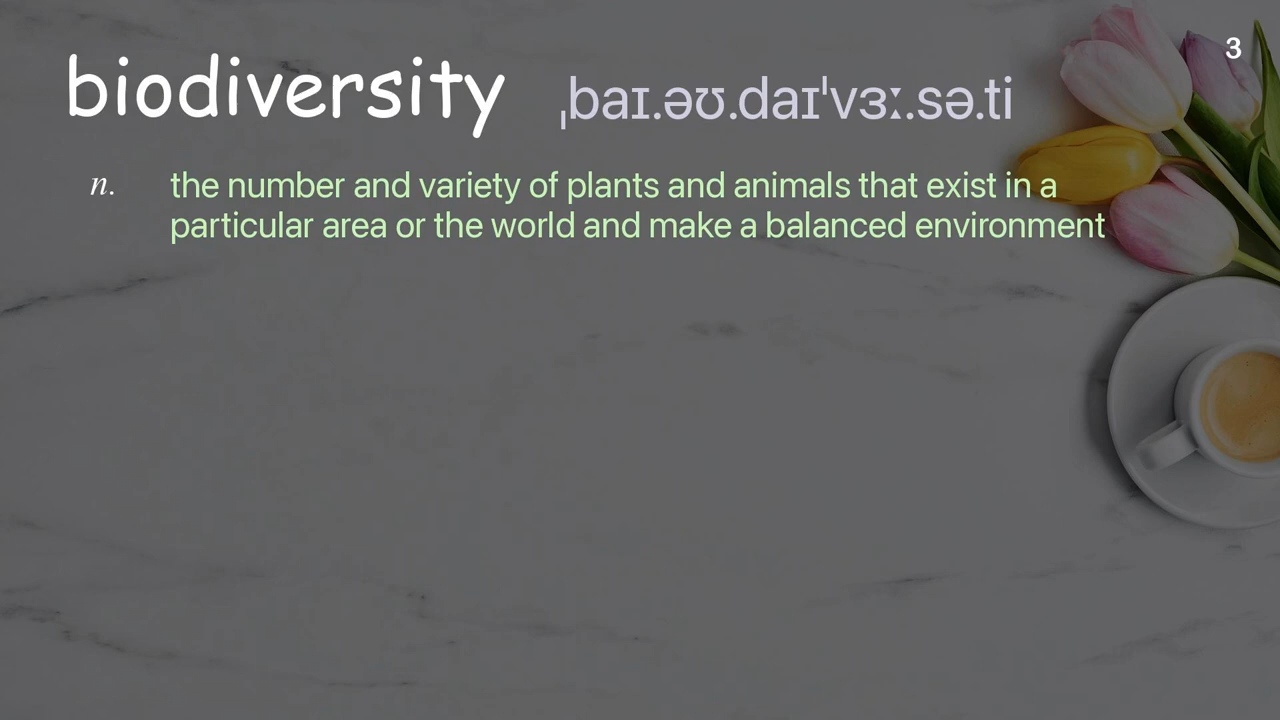 3
biodiversity ˌbaɪ.əʊ.daɪˈvɜː.sə.ti
n. the number and variety of plants and animals that exist in a
particular area or the world and make a balanced environment